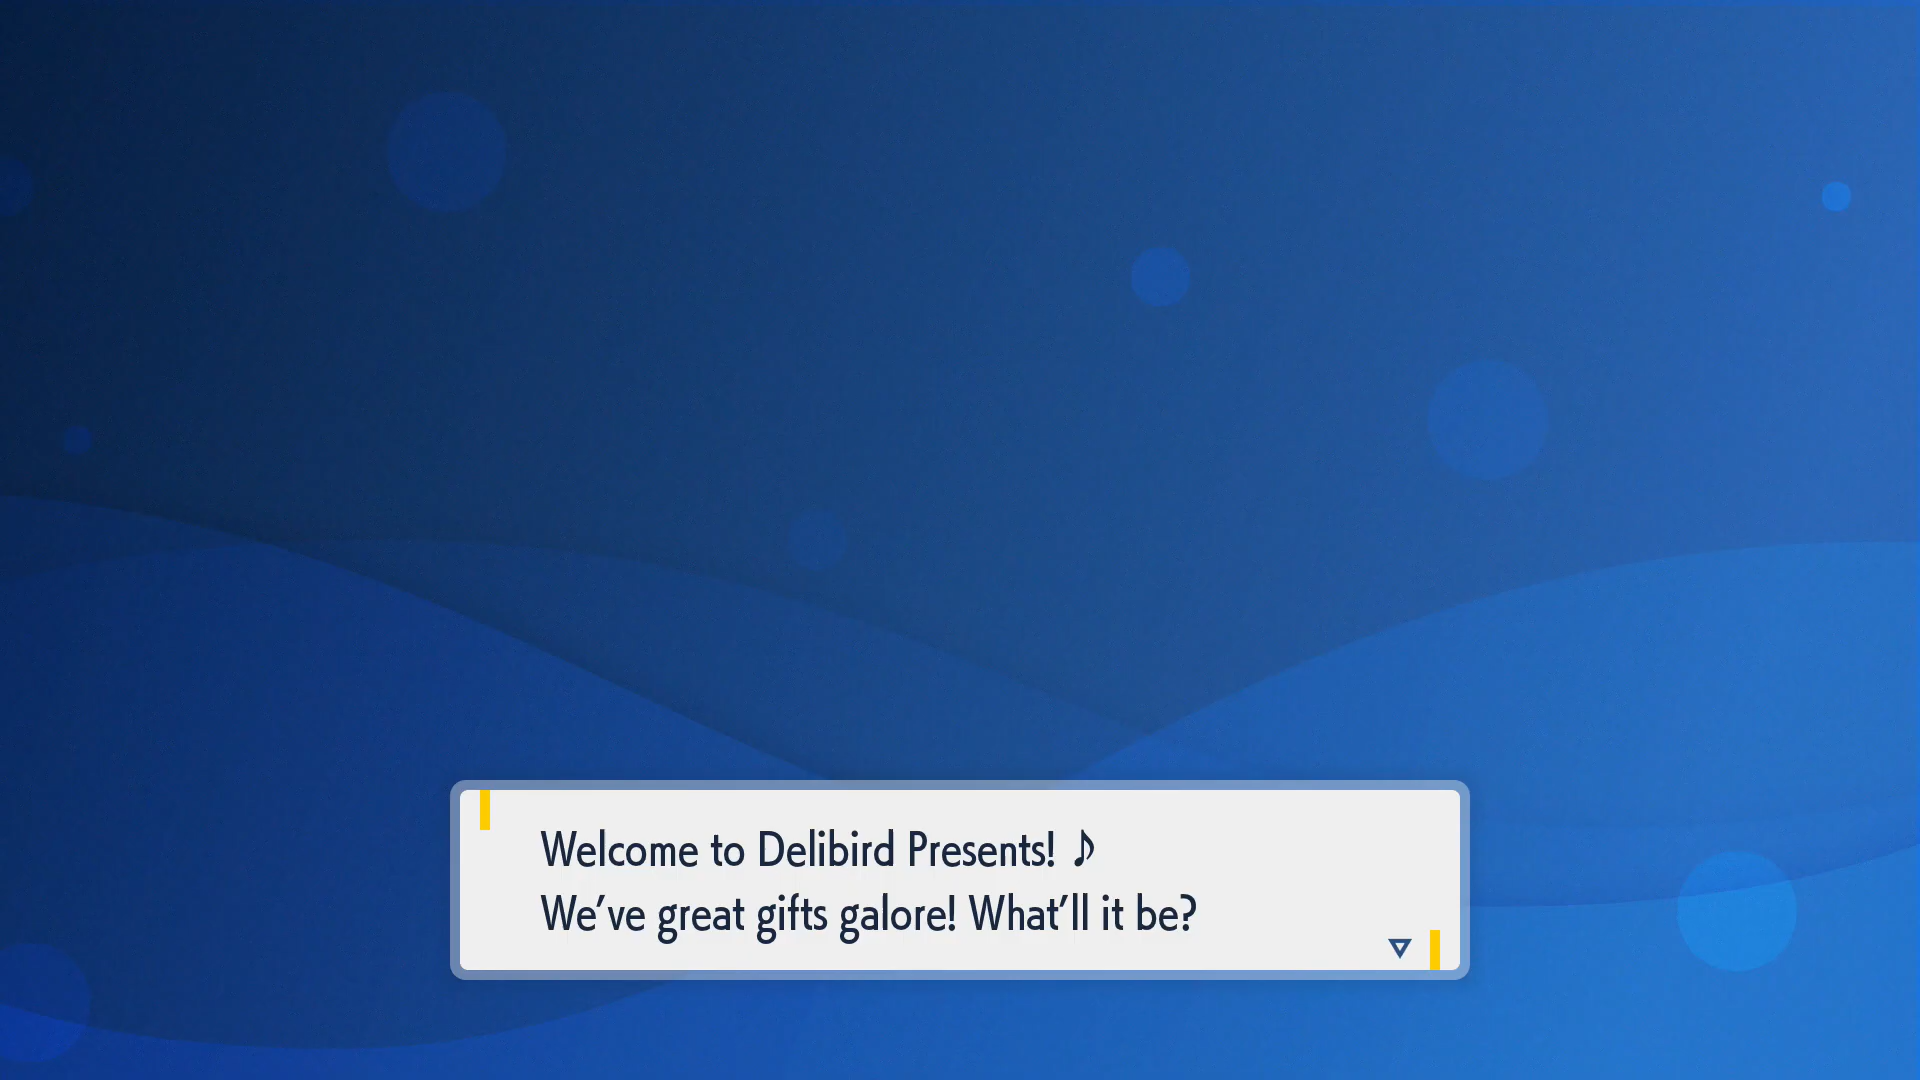 Welcome to Delibird Presents! ♪
We’ve great gifts galore! What’ll it be?